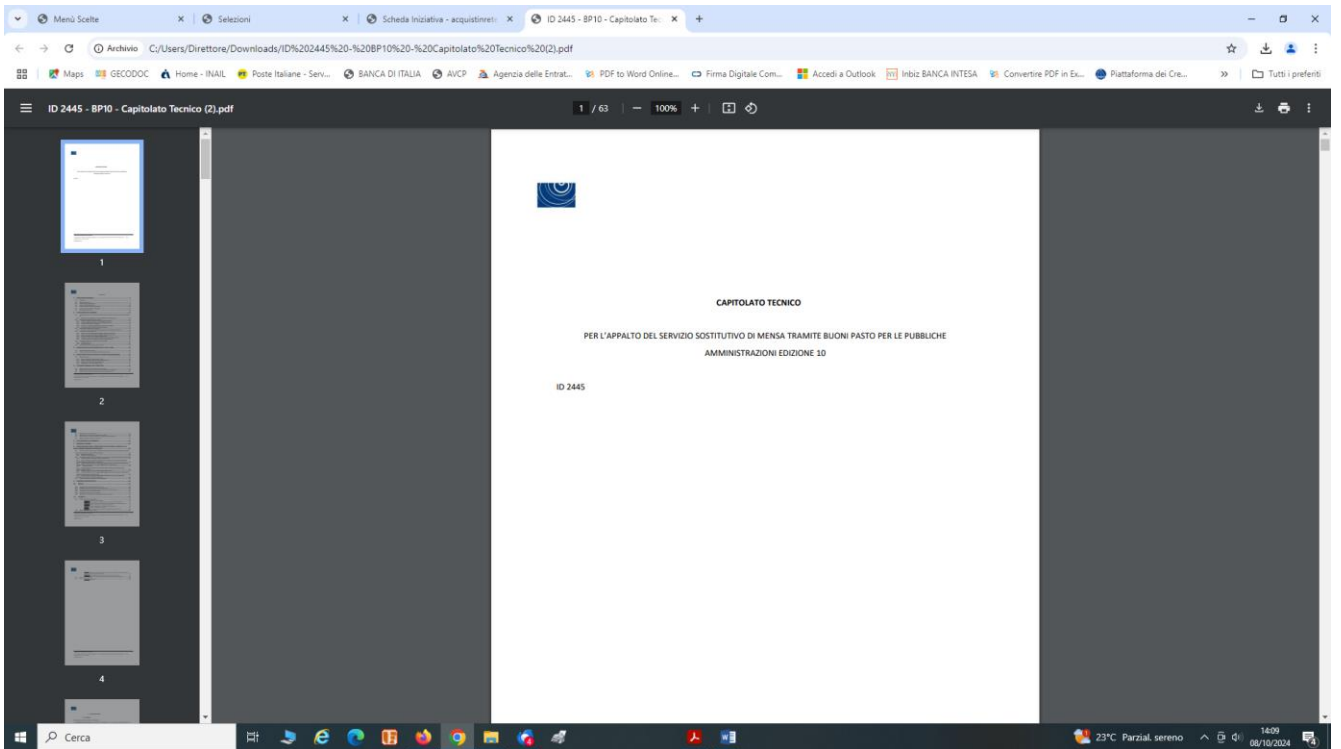 Menù Scelte
Selezioni
Scheda Iniziativa - acquistinrete
ID 2445 - BP10 - Capitolato Tec
Archivio
C:/Users/Direttore/Downloads/ID%202445%20-%20BP10%20-%20Capitolato%20Tecnico%20(2).pdf
Maps
GECODOC
Home - INAIL
Poste Italiane - Serv...
BANCA DI ITALIA
AVCP
Agenzia delle Entrat...
PDF to Word Online...
Firma Digitale Com...
Accedi a Outlook
Inbiz BANCA INTESA
Convertire PDF in Ex...
Piattaforma dei Cre...
»
Tutti i preferiti
ID 2445 - BP10 - Capitolato Tecnico (2).pdf
1 / 63
100%
1
2
3
4
CAPITOLATO TECNICO
PER L'APPALTO DEL SERVIZIO SOSTITUTIVO DI MENSA TRAMITE BUONI PASTO PER LE PUBBLICHE
AMMINISTRAZIONI EDIZIONE 10
ID 2445
Cerca
23°C Parzial. sereno
14:09
08/10/2024